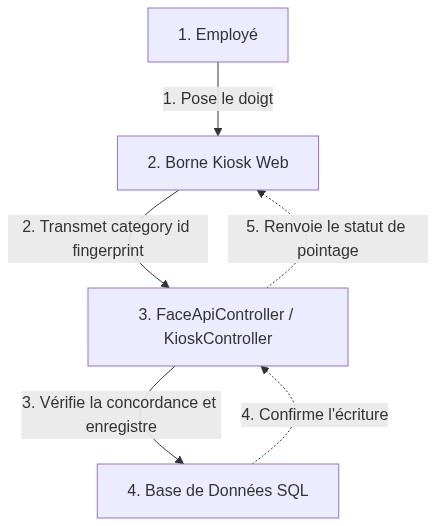 1. Employé
1. Pose le doigt
2. Borne Kiosk Web
2. Transmet category id
fingerprint
5. Renvoie le statut de
pointage
3. FaceApiController /
KioskController
3. Vérifie la concordance et
enregistre
4. Confirme l'écriture
4. Base de Données SQL